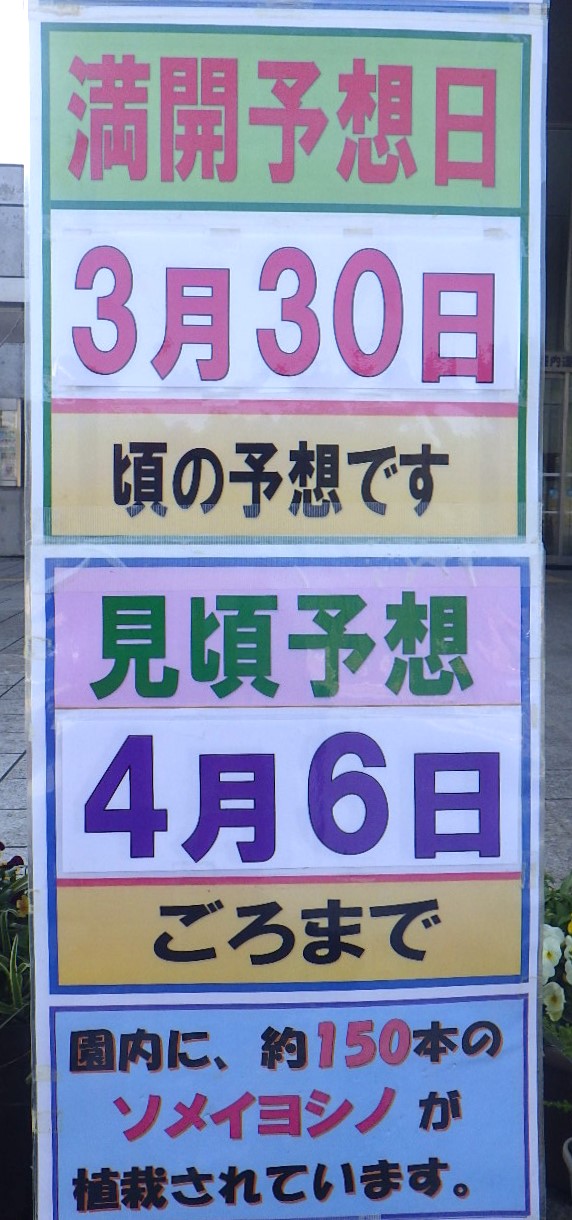 満開予想日
3月30日
頃の予想です
見頃予想
4月6日
ごろまで
園内に、約150本の
ソメイヨシノが
植栽されています。